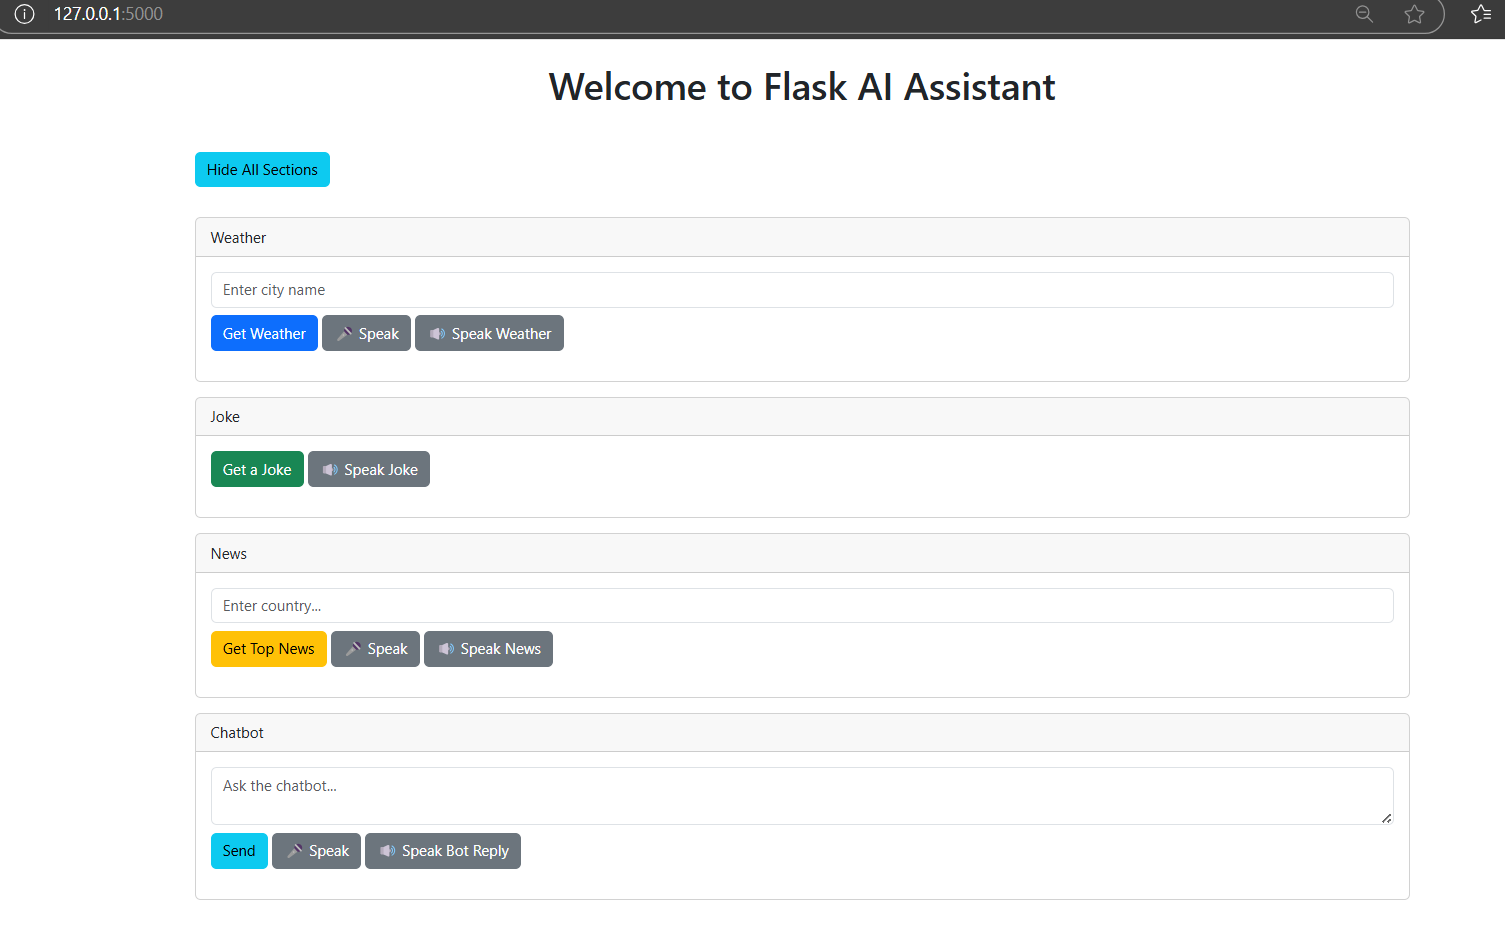 127.0.0.1:5000
Welcome to Flask AI Assistant
Hide All Sections
Weather
Enter city name
Get Weather 🎤 Speak 🔊 Speak Weather
Joke
Get a Joke 🔊 Speak Joke
News
Enter country...
Get Top News 🎤 Speak 🔊 Speak News
Chatbot
Ask the chatbot...
Send 🎤 Speak 🔊 Speak Bot Reply